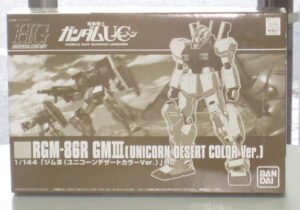 HG
UNIVERSAL CENTURY
機動戦士
ガンダムUC
MOBILE SUIT GUNDAM UNICORN
RGM-86R GMⅢ(UNICORN DESERT COLOR Ver.)
1/144「ジムⅢ(ユニコーンデザートカラーVer.)」
BAN
DAI